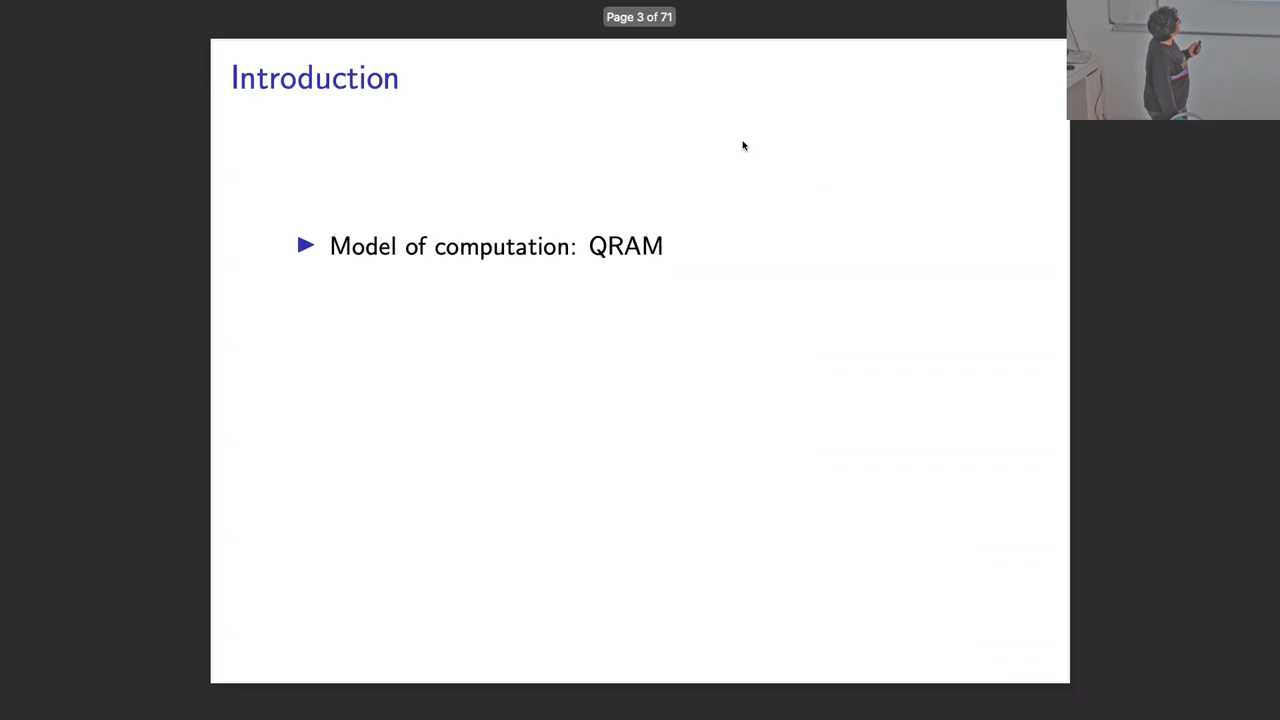 Page 3 of 71
Introduction
Model of computation: QRAM